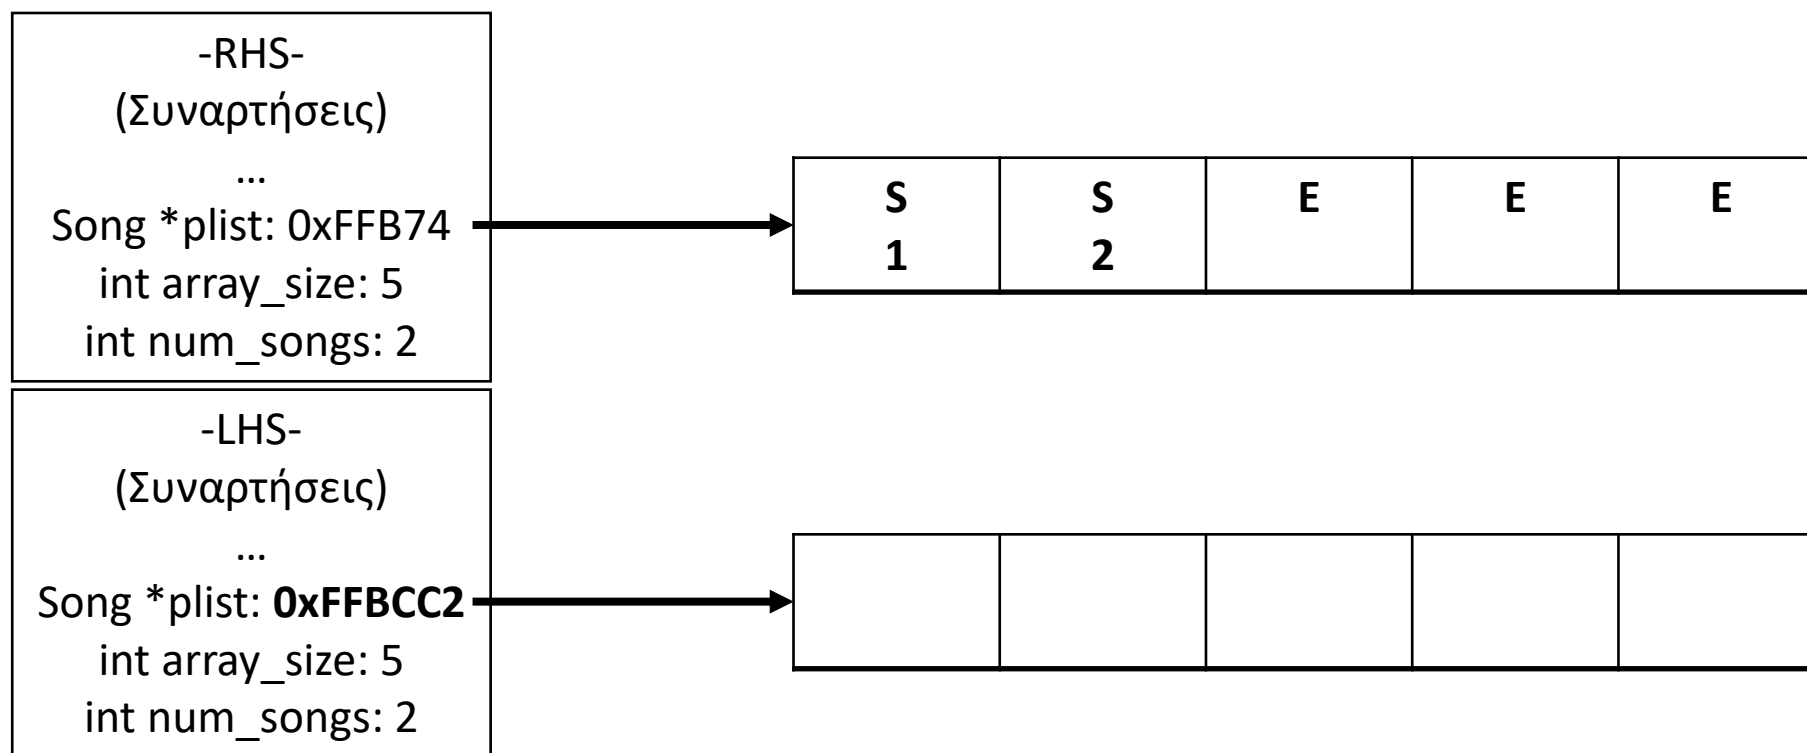 -RHS-
(Συναρτήσεις)
...
Song *plist: 0xFFB74
int array_size: 5
int num_songs: 2
S S E E E
1 2
-LHS-
(Συναρτήσεις)
...
Song *plist: 0xFFBCC2
int array_size: 5
int num_songs: 2